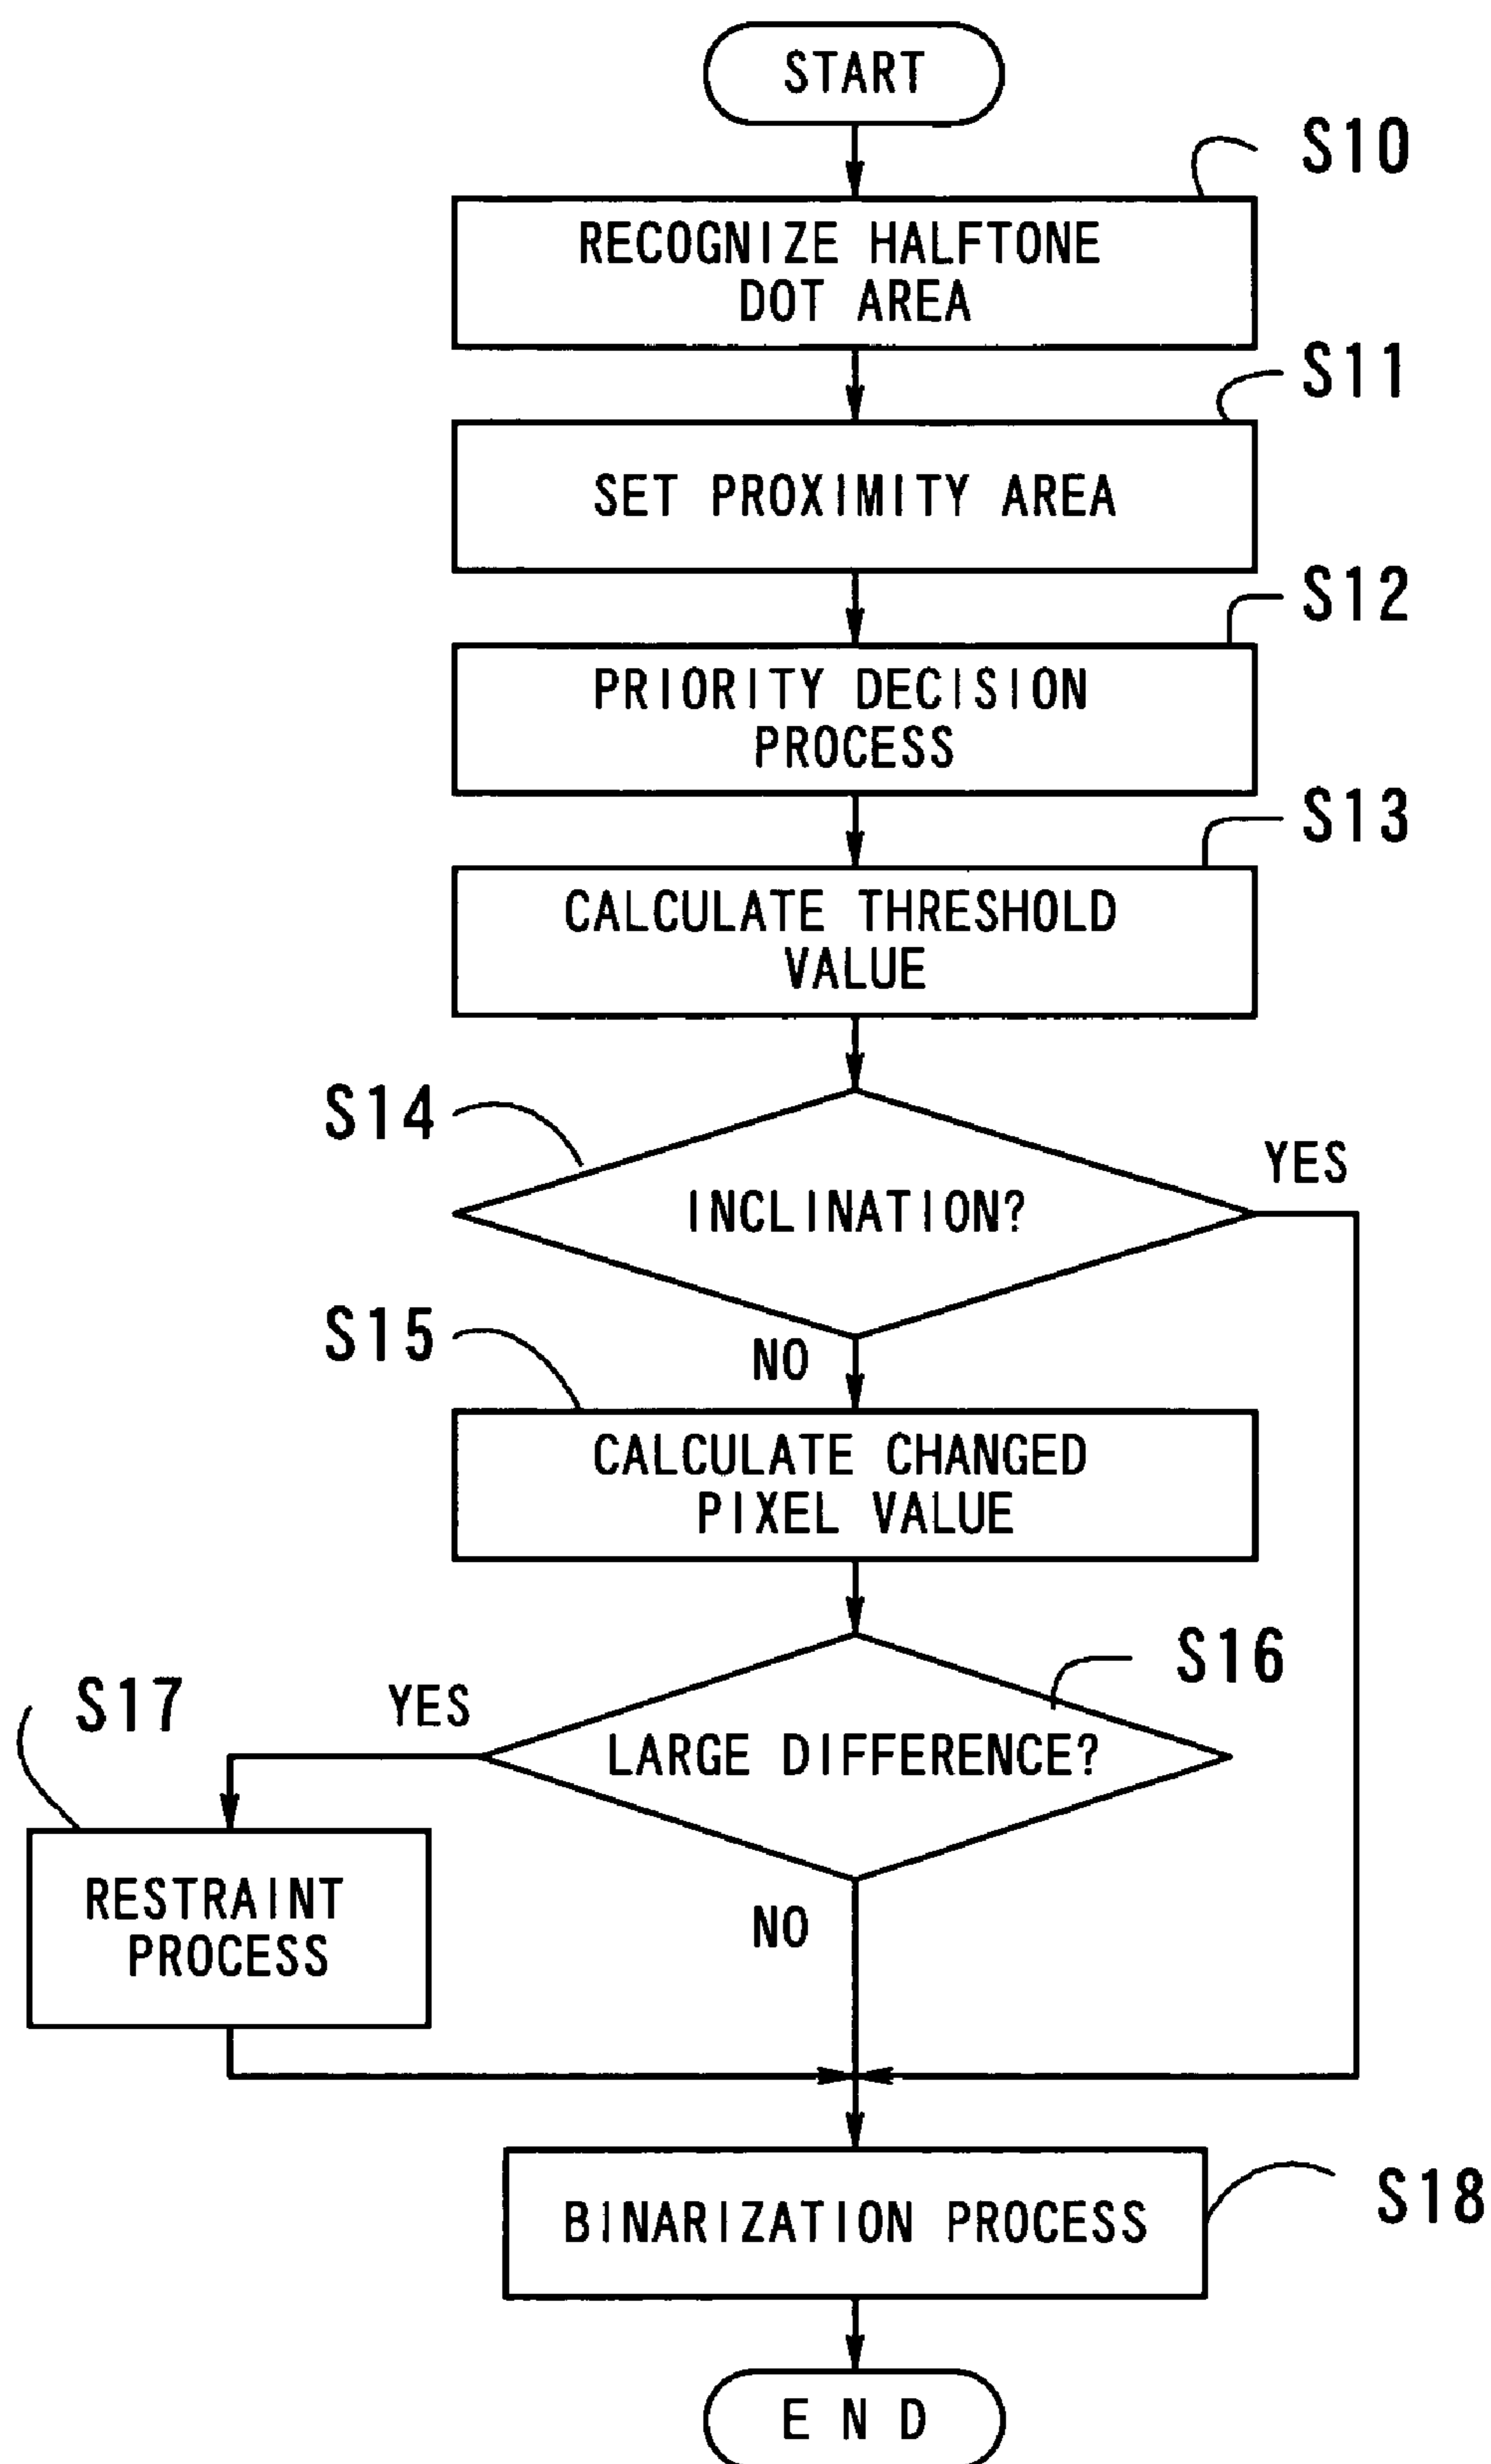 START
S10
RECOGNIZE HALFTONE
DOT AREA
S11
SET PROXIMITY AREA
S12
PRIORITY DECISION
PROCESS
S13
CALCULATE THRESHOLD
VALUE
S14
YES
INCLINATION?
S15
NO
CALCULATE CHANGED
PIXEL VALUE
S16
S17
YES
LARGE DIFFERENCE?
RESTRAINT
PROCESS
NO
S18
BINARIZATION PROCESS
END